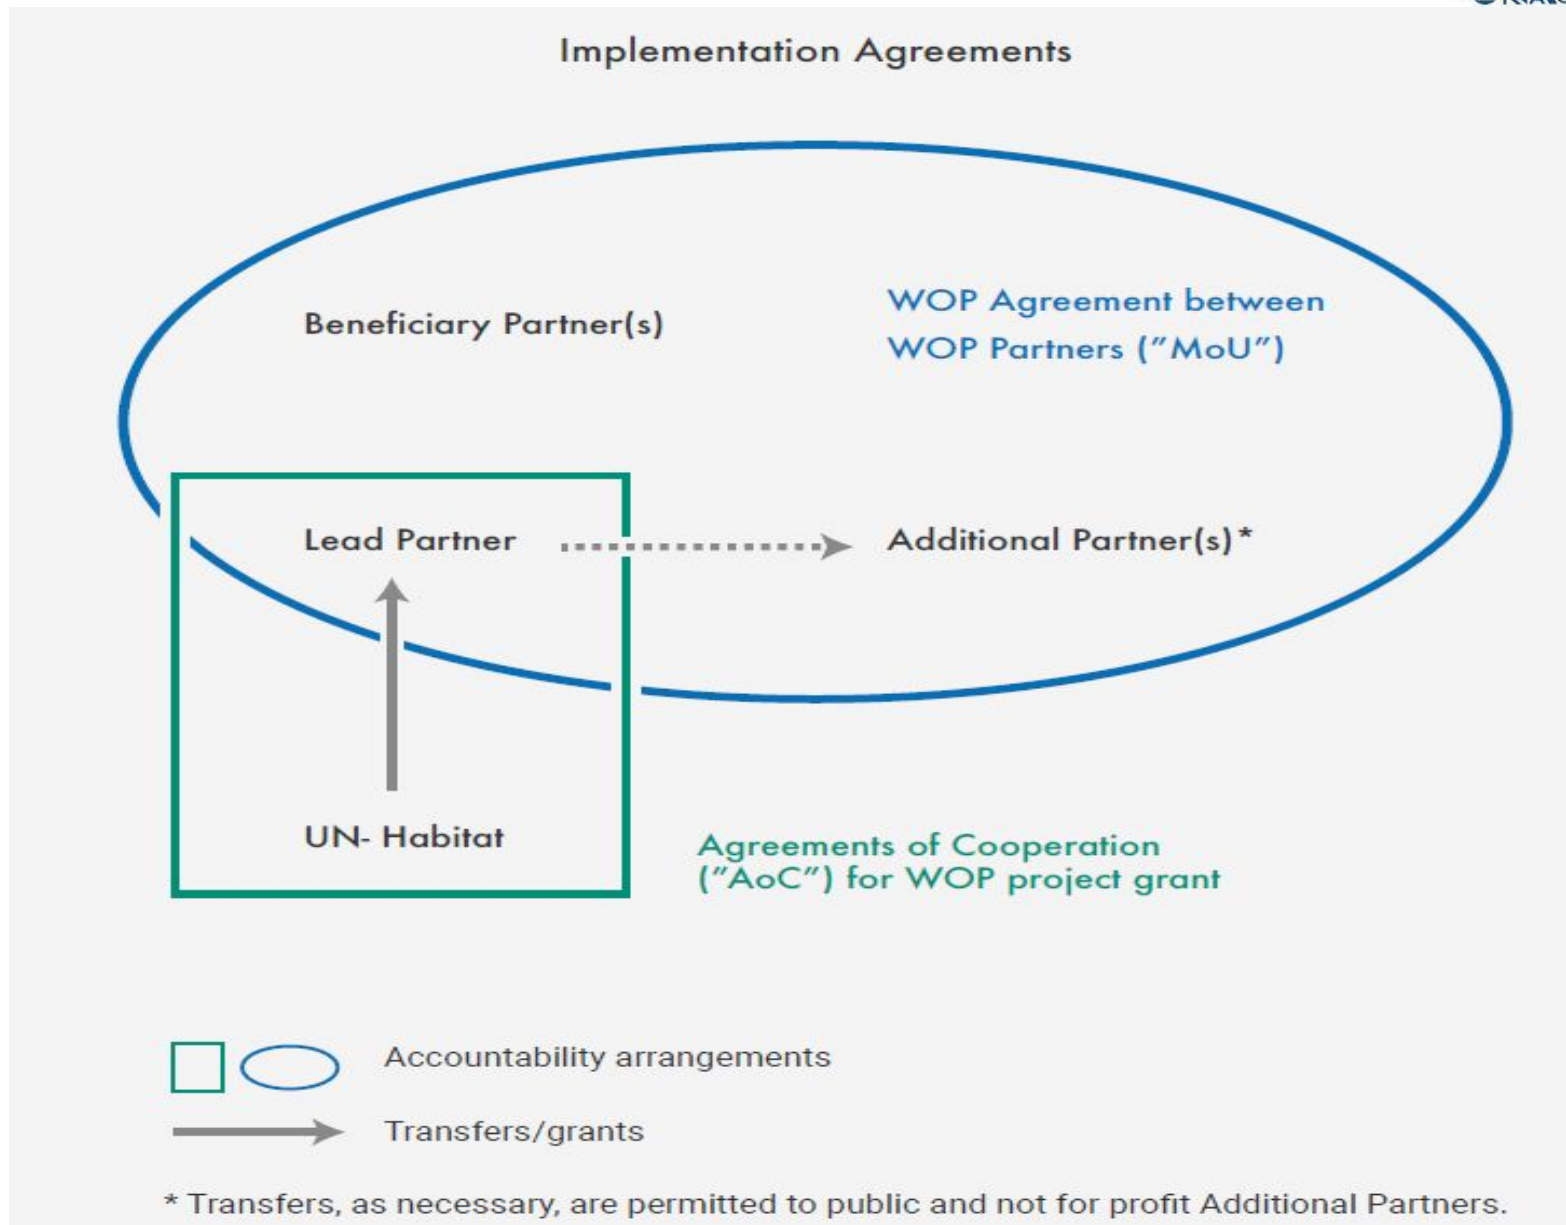 Implementation Agreements
Beneficiary Partner(s)
WOP Agreement between
WOP Partners ("MoU")
Lead Partner
Additional Partner(s)*
UN- Habitat
Agreements of Cooperation
("AoC") for WOP project grant
Accountability arrangements
Transfers/grants
* Transfers, as necessary, are permitted to public and not for profit Additional Partners.